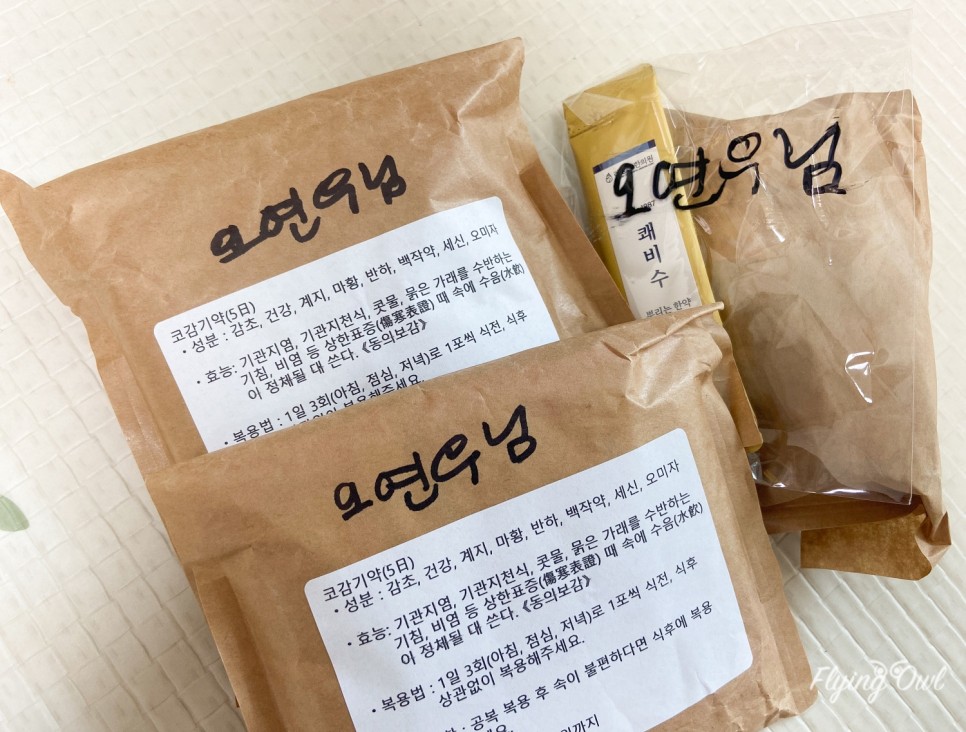 오연우님
코감기약(5日)
• 성분 : 감초, 건강, 계지, 마황, 반하, 백작약, 세신, 오미자
• 효능: 기관지염, 기관지천식, 콧물, 묽은 가래를 수반하는
기침, 비염 등 상한표증(傷寒表證) 때 속에 수음(水飮)
이 정체될 대 쓴다.《동의보감》
• 복용법 : 1일 3회(아침, 점심, 저녁)로 1포씩 식전, 식후
오연우님
한의원
쾌비수
뿌리는 한약
오연우님
코감기약(5日)
• 성분 : 감초, 건강, 계지, 마황, 반하, 백작약, 세신, 오미자
• 효능: 기관지염, 기관지천식, 콧물, 묽은 가래를 수반하는
기침, 비염 등 상한표증(傷寒表證) 때 속에 수음(水飮)
이 정체될 대 쓴다.《동의보감》
• 복용법 : 1일 3회(아침, 점심, 저녁)로 1포씩 식전, 식후
상관없이 복용해주세요.
: 공복 복용 후 속이 불편하다면 식후에 복용
Flying Owl